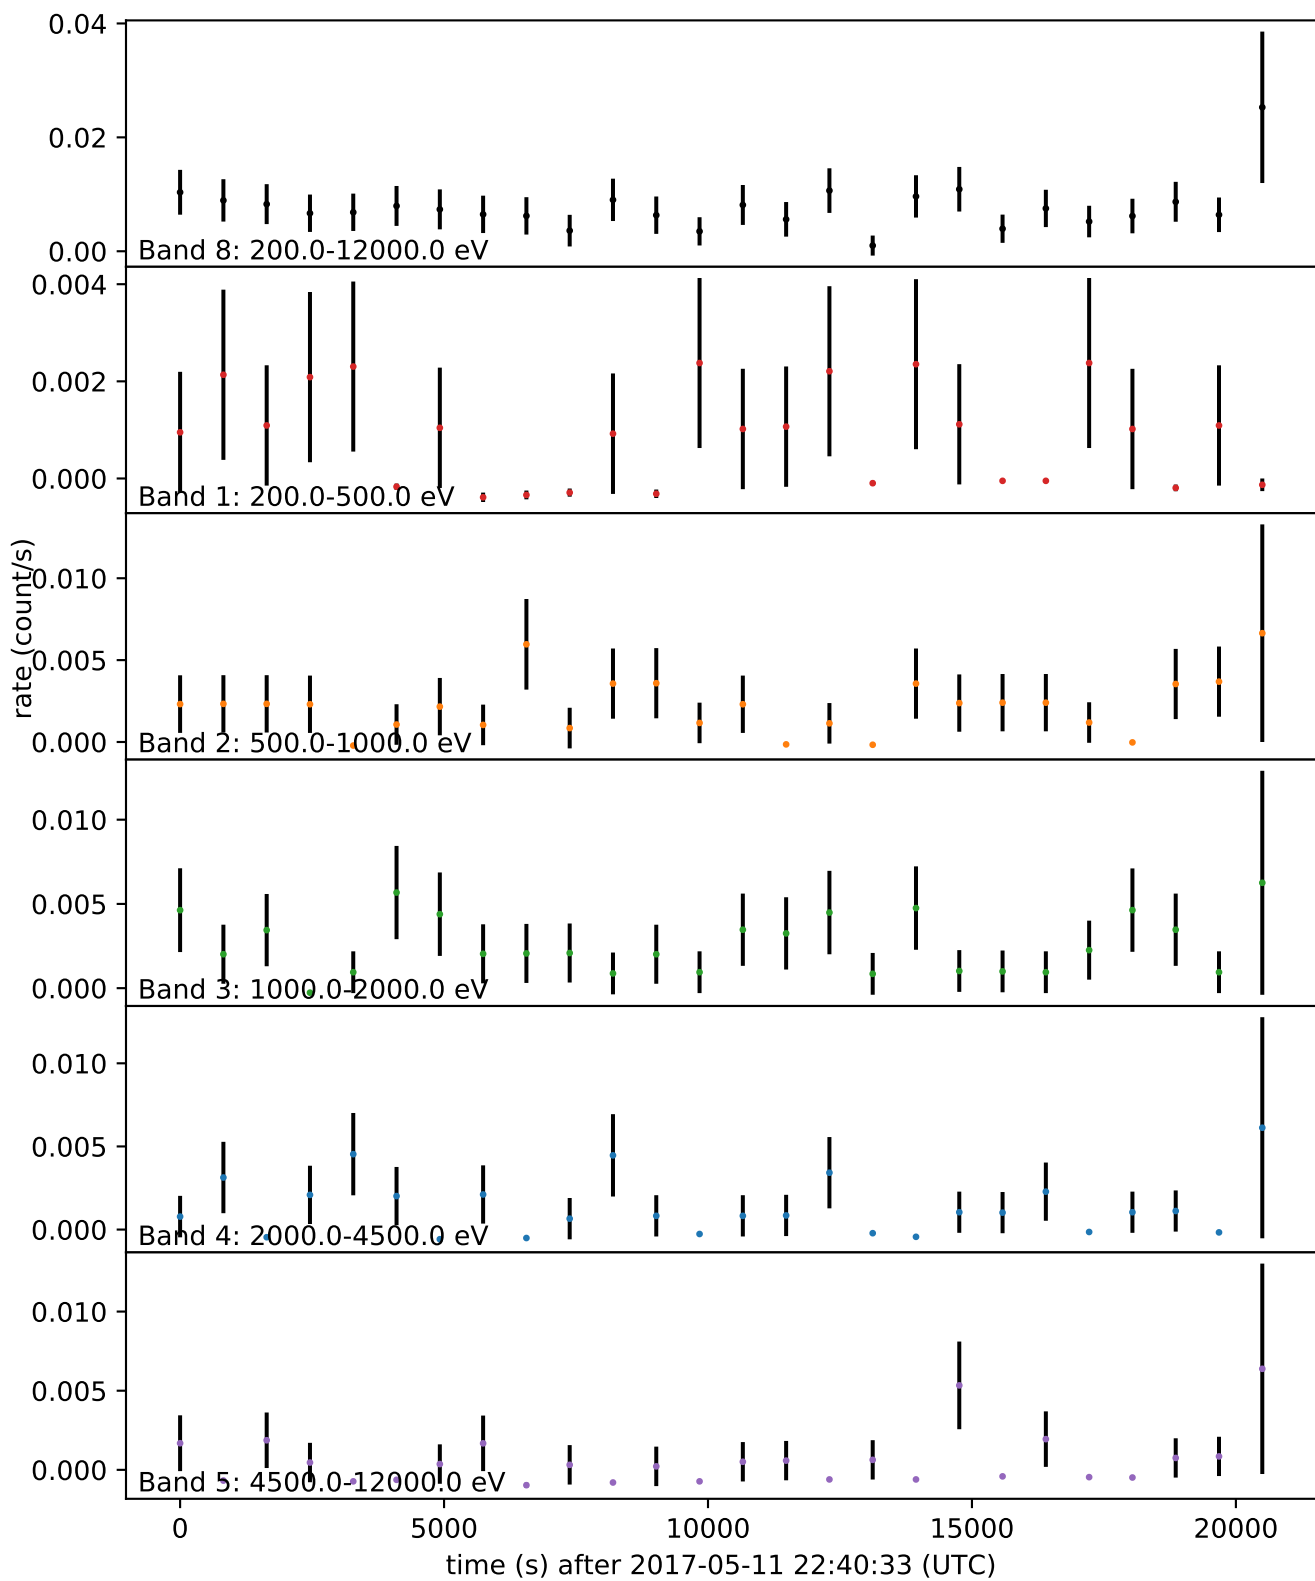 0.04
0.02
0.00
Band 8: 200.0-12000.0 eV
0.004
0.002
0.000
Band 1: 200.0-500.0 eV
rate (count/s)
0.010
0.005
0.000
Band 2: 500.0-1000.0 eV
0.010
0.005
0.000
Band 3: 1000.0-2000.0 eV
0.010
0.005
0.000
Band 4: 2000.0-4500.0 eV
0.010
0.005
0.000
Band 5: 4500.0-12000.0 eV
0 5000 10000 15000 20000
time (s) after 2017-05-11 22:40:33 (UTC)